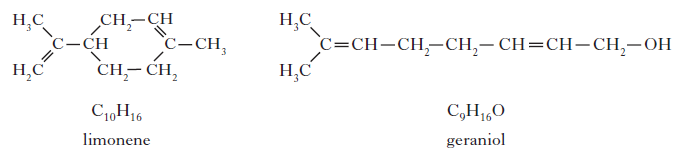 H₃C CH₂—CH H₃C
C—CH C—CH₃ C=CH—CH₂—CH₂—CH=CH—CH₂—OH
H₂C CH₂—CH₂ H₃C
C₁₀H₁₆ C₉H₁₆O
limonene geraniol